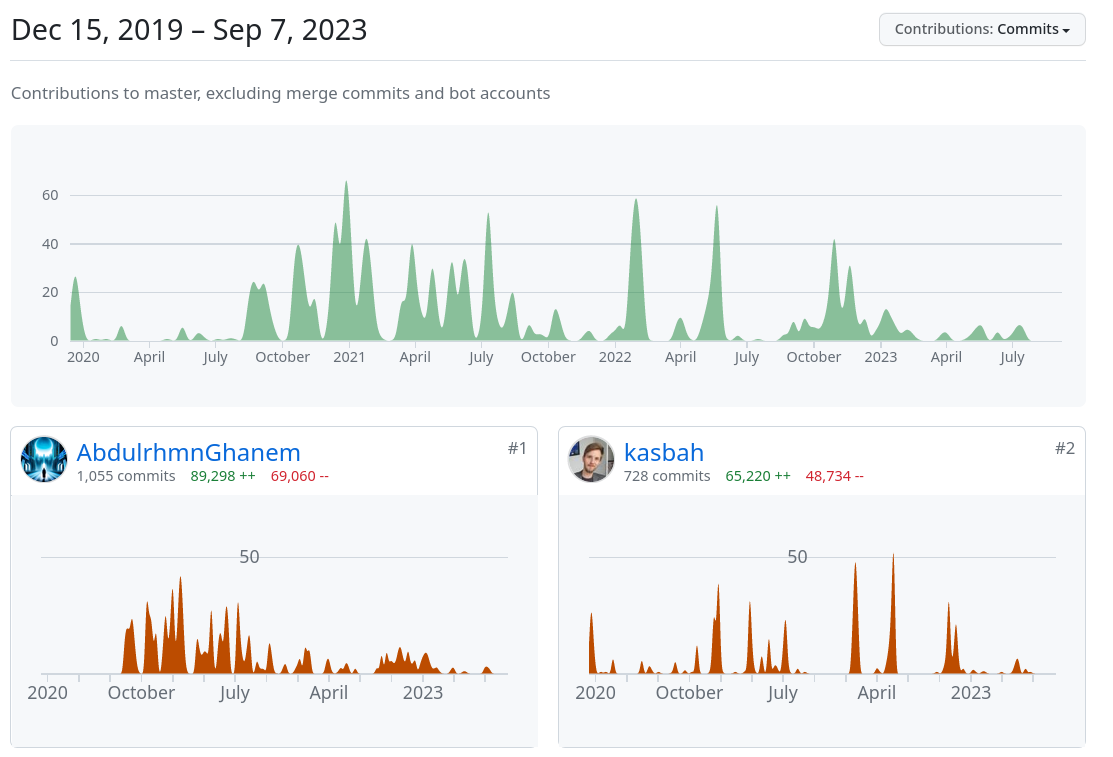 Dec 15, 2019 – Sep 7, 2023
Contributions: Commits
Contributions to master, excluding merge commits and bot accounts
60
40
20
0
2020 April July October 2021 April July October 2022 April July October 2023 April July
AbdulrhmnGhanem #1
1,055 commits 89,298 ++ 69,060 --
50
2020 October July April 2023
kasbah #2
728 commits 65,220 ++ 48,734 --
50
2020 October July April 2023